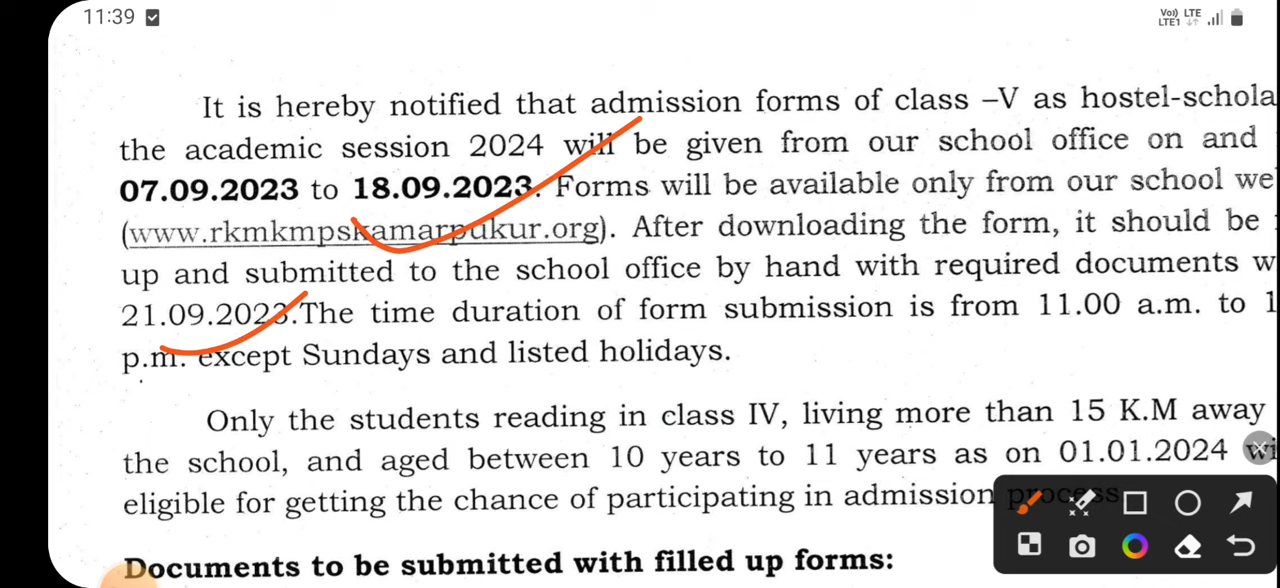 11:39
Vo)) LTE
LTE1
It is hereby notified that admission forms of class –V as hostel-schola
the academic session 2024 will be given from our school office on and
07.09.2023 to 18.09.2023. Forms will be available only from our school we
(www.rkmkmpskamarpukur.org). After downloading the form, it should be
up and submitted to the school office by hand with required documents w
21.09.2023.The time duration of form submission is from 11.00 a.m. to 1
p.m. except Sundays and listed holidays.
Only the students reading in class IV, living more than 15 K.M away
the school, and aged between 10 years to 11 years as on 01.01.2024 wi
eligible for getting the chance of participating in admission process
Documents to be submitted with filled up forms: